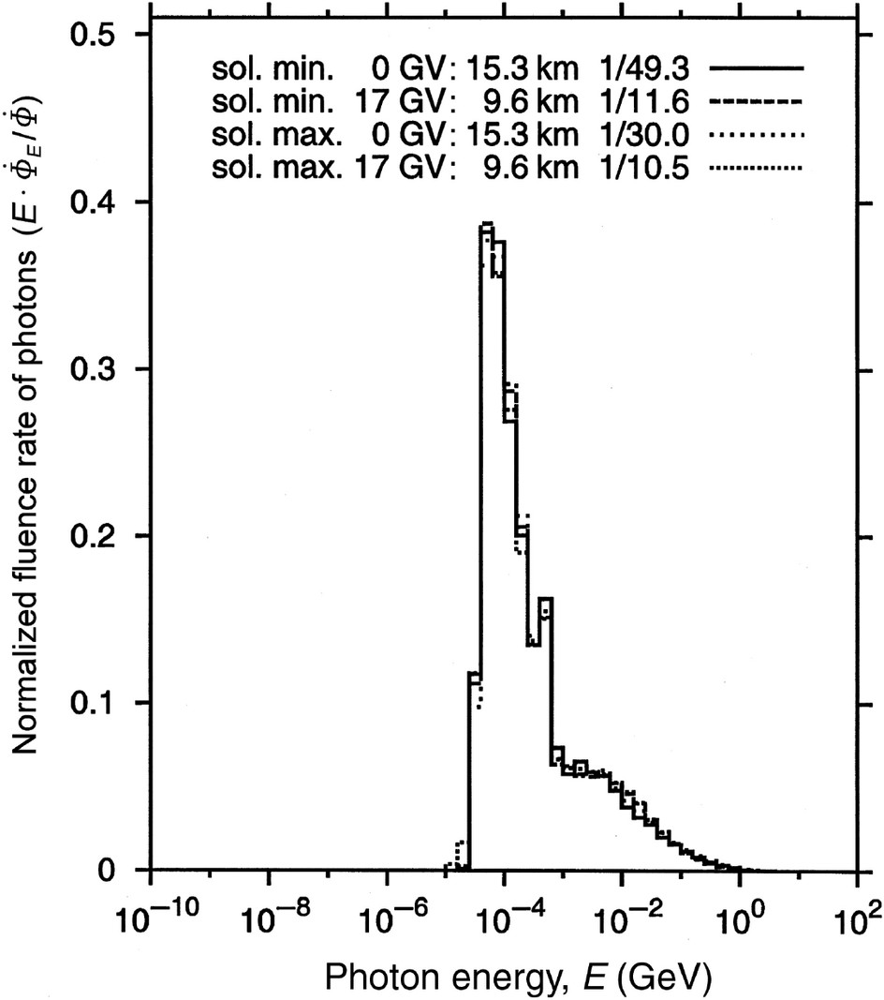 0.5
sol. min. 0 GV: 15.3 km 1/49.3
sol. min. 17 GV: 9.6 km 1/11.6
sol. max. 0 GV: 15.3 km 1/30.0
sol. max. 17 GV: 9.6 km 1/10.5
0.4
0.3
0.2
0.1
0
Normalized fluence rate of photons (E · Φ̇_E / Φ̇)
10⁻¹⁰ 10⁻⁸ 10⁻⁶ 10⁻⁴ 10⁻² 10⁰ 10²
Photon energy, E (GeV)